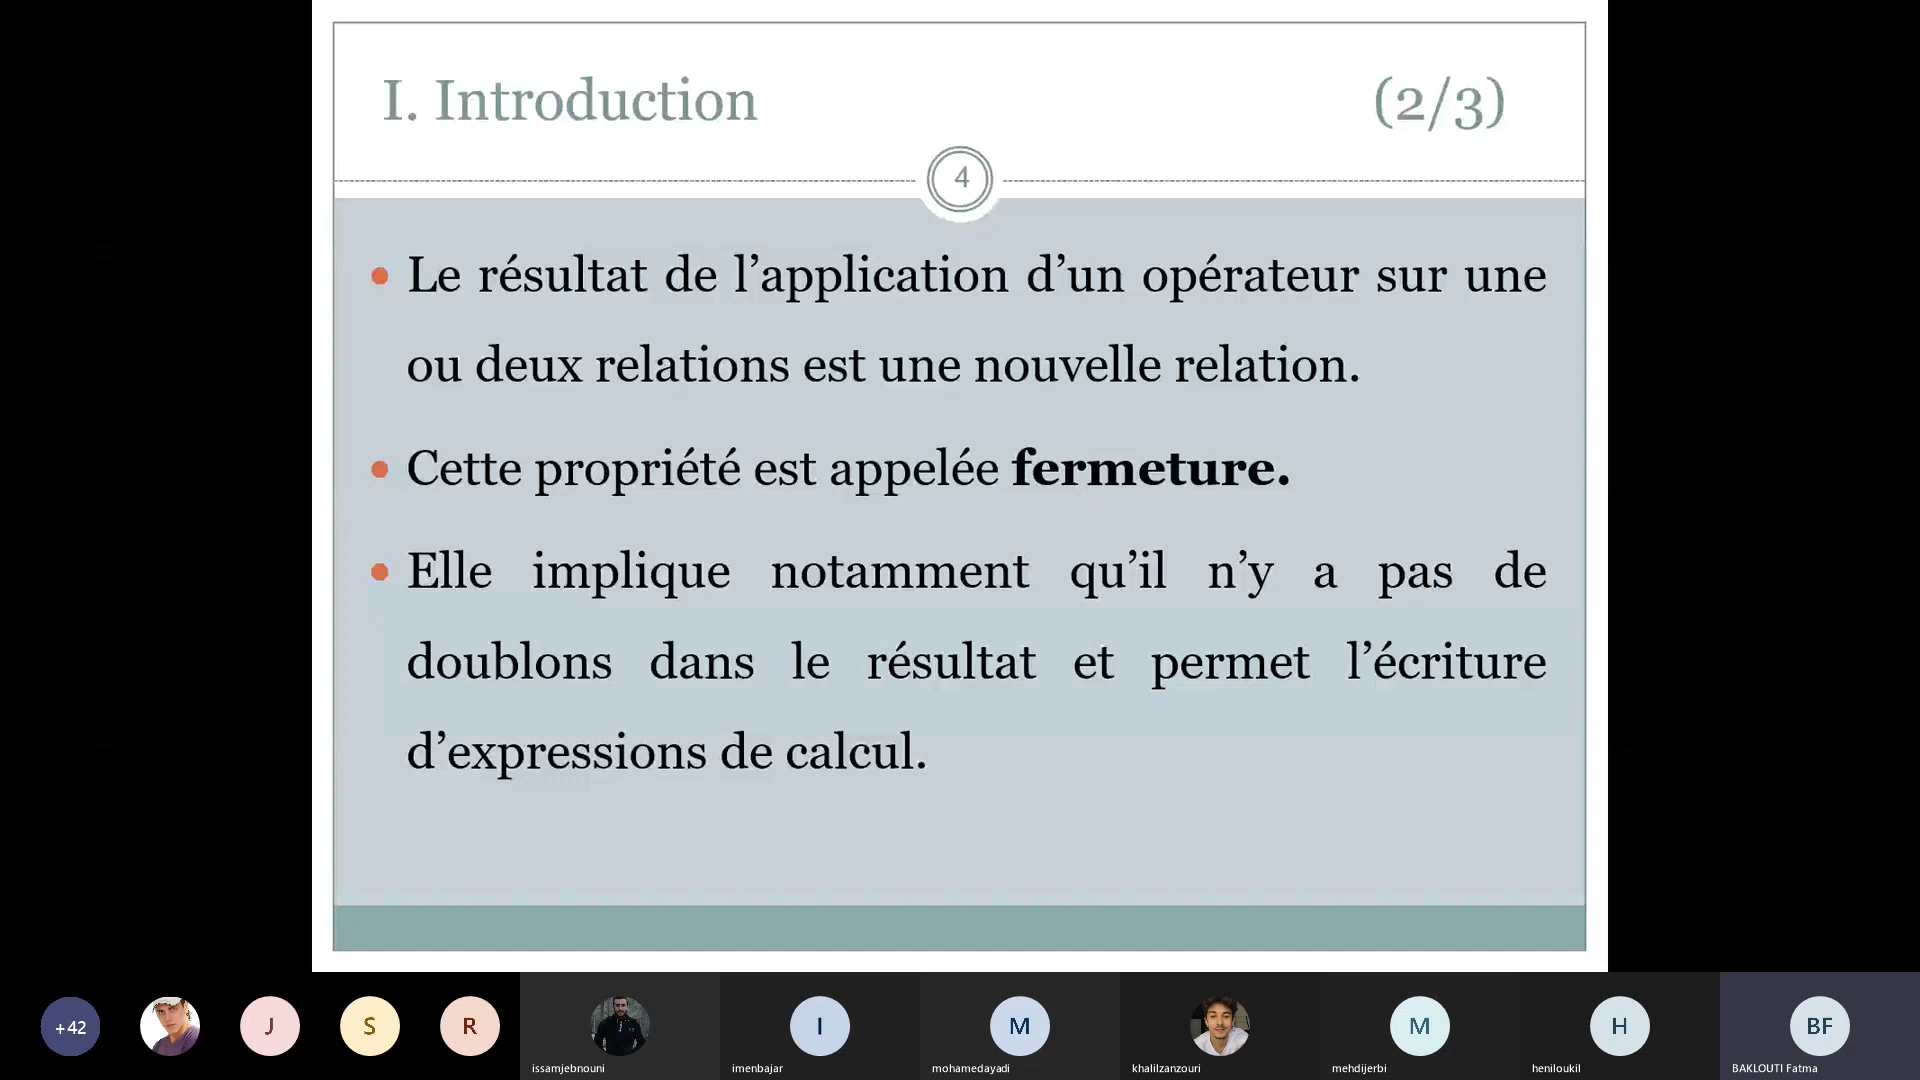 I. Introduction (2/3)
4
• Le résultat de l’application d’un opérateur sur une
ou deux relations est une nouvelle relation.
• Cette propriété est appelée fermeture.
• Elle implique notamment qu’il n’y a pas de
doublons dans le résultat et permet l’écriture
d’expressions de calcul.
+42 J S R I M M H BF
issamjebnouni imenbajar mohamedayadi khalilzanzouri mehdijerbi heniloukil BAKLOUTI Fatma